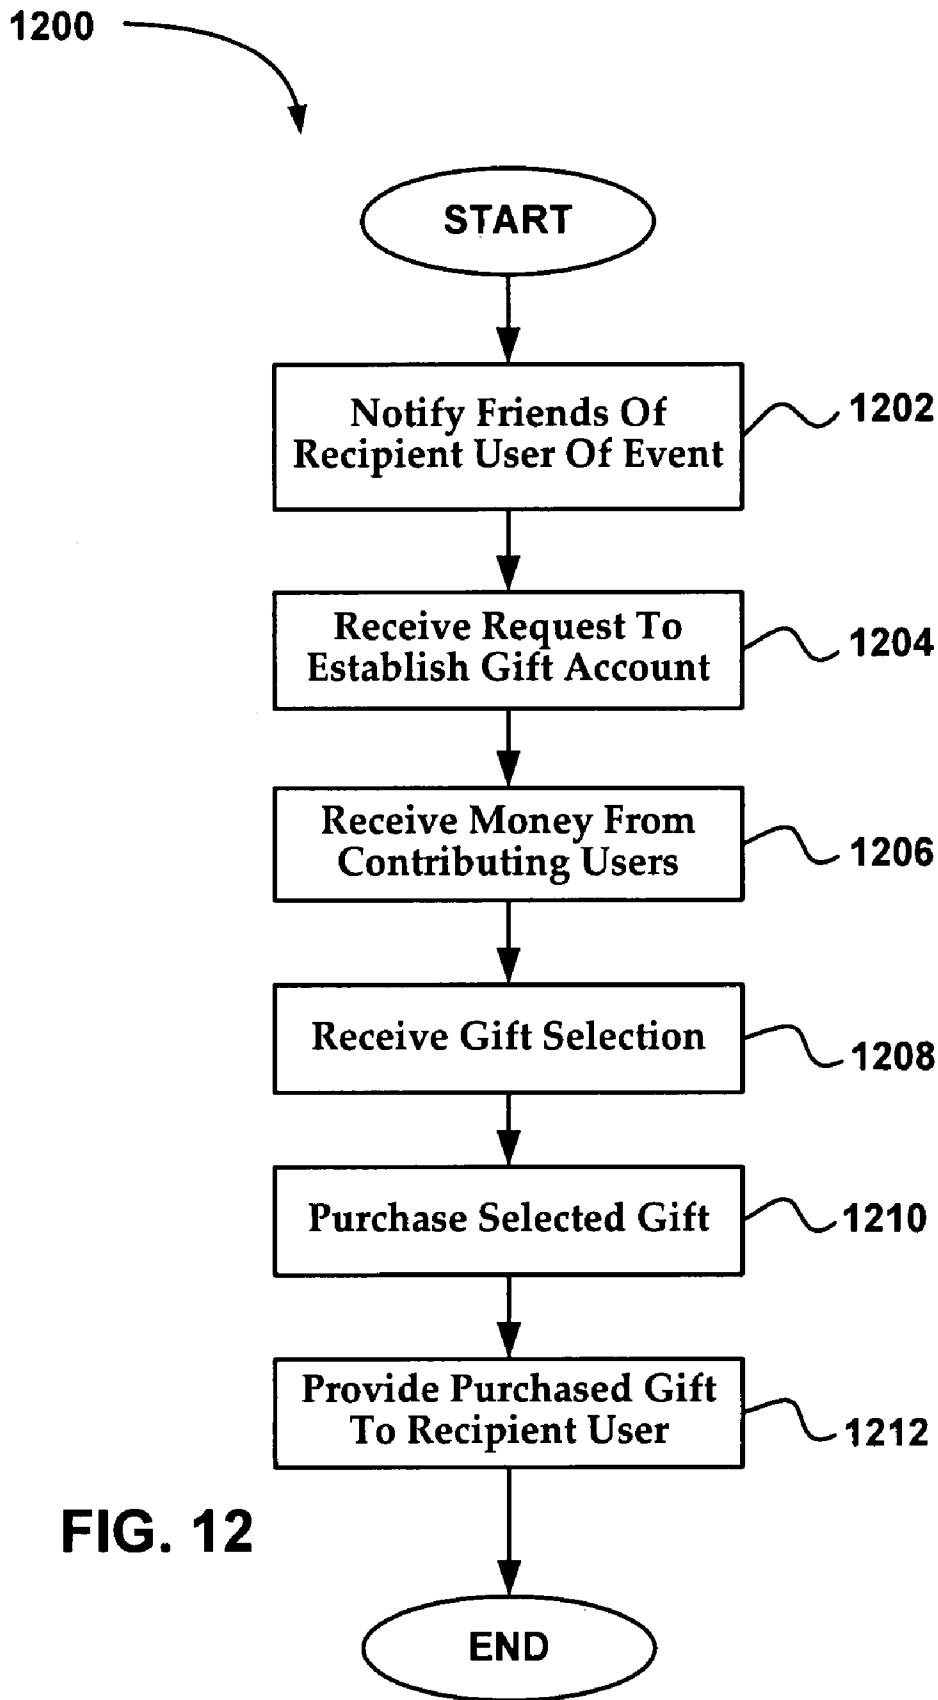 1200
START
Notify Friends Of
Recipient User Of Event
1202
Receive Request To
Establish Gift Account
1204
Receive Money From
Contributing Users
1206
Receive Gift Selection
1208
Purchase Selected Gift
1210
Provide Purchased Gift
To Recipient User
1212
FIG. 12
END